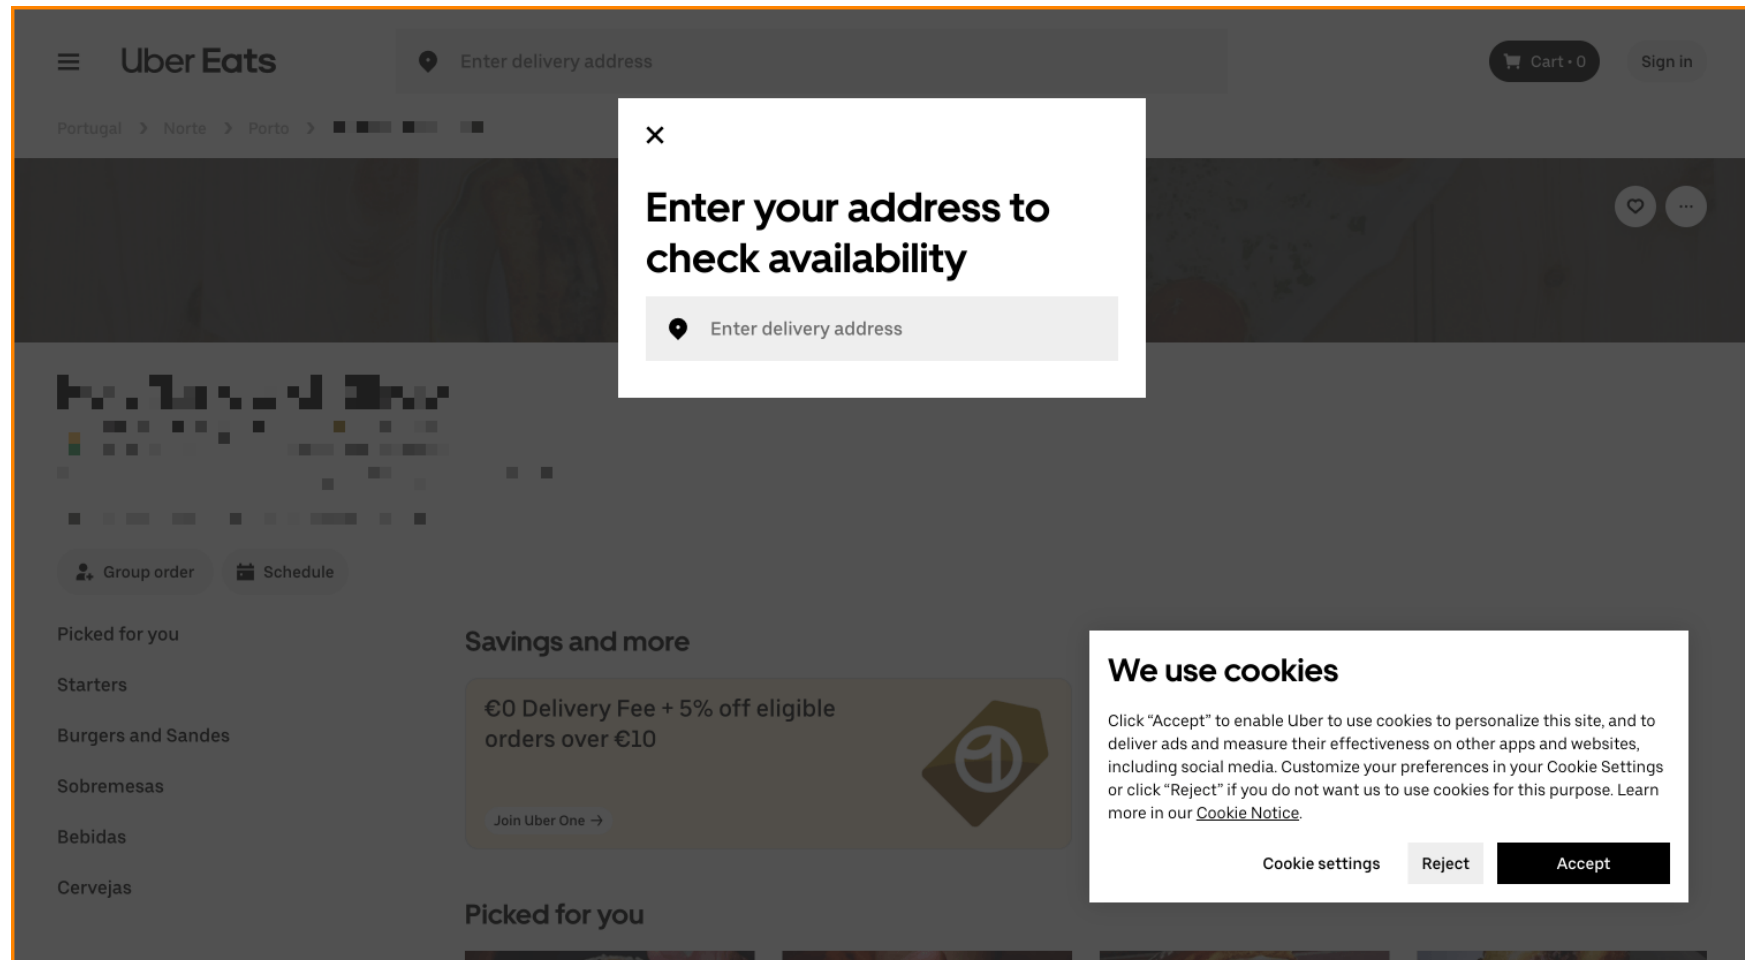 Uber Eats
Enter delivery address
Cart • 0
Sign in
Portugal > Norte > Porto >
Enter your address to
check availability
Enter delivery address
Group order
Schedule
Picked for you
Starters
Burgers and Sandes
Sobremesas
Bebidas
Cervejas
Savings and more
€0 Delivery Fee + 5% off eligible
orders over €10
Join Uber One →
Picked for you
We use cookies
Click “Accept” to enable Uber to use cookies to personalize this site, and to
deliver ads and measure their effectiveness on other apps and websites,
including social media. Customize your preferences in your Cookie Settings
or click “Reject” if you do not want us to use cookies for this purpose. Learn
more in our Cookie Notice.
Cookie settings
Reject
Accept